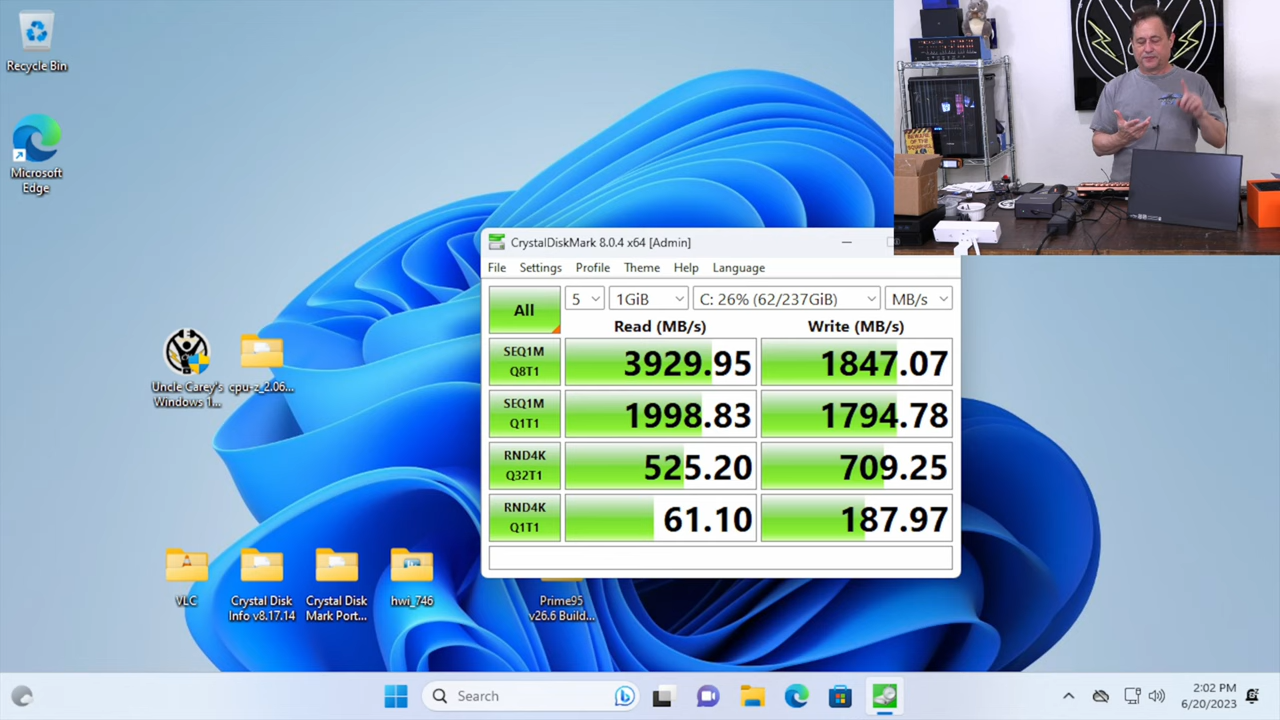 Recycle Bin
Microsoft
Edge
Uncle Carey's
Windows 1...
cpu-z_2.06...
VLC
Crystal Disk
Info v8.17.14
Crystal Disk
Mark Port...
hwi_746
Prime95
v26.6 Build...
CrystalDiskMark 8.0.4 x64 [Admin]
File Settings Profile Theme Help Language
All 5 1GiB C: 26% (62/237GiB) MB/s
Read (MB/s) Write (MB/s)
SEQ1M
Q8T1
3929.95 1847.07
SEQ1M
Q1T1
1998.83 1794.78
RND4K
Q32T1
525.20 709.25
RND4K
Q1T1
61.10 187.97
BEWARE
Search
2:02 PM
6/20/2023